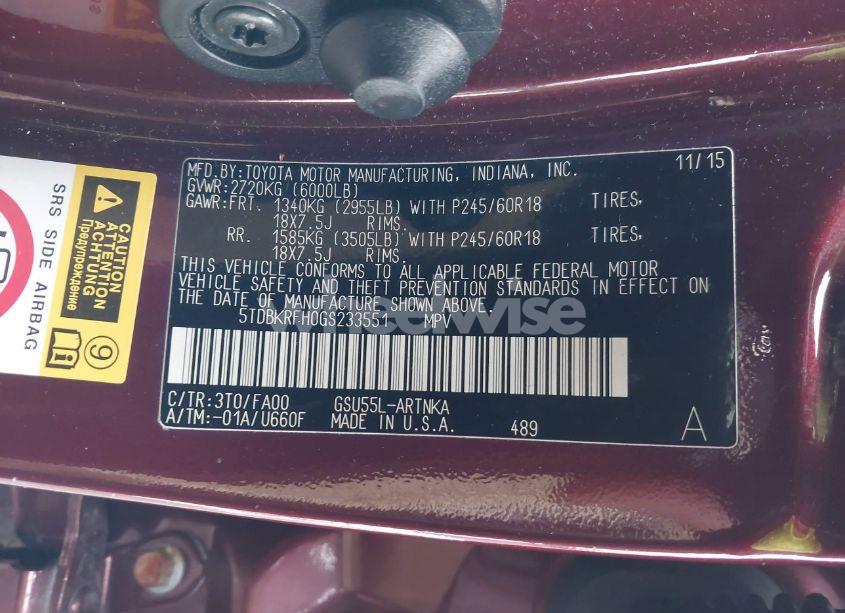 MFD.BY:TOYOTA MOTOR MANUFACTURING, INDIANA, INC. 11/15
GVWR:2720KG (6000LB)
GAWR:FRT. 1340KG (2955LB) WITH P245/60R18 TIRES,
18X7.5J RIMS.
RR. 1585KG (3505LB) WITH P245/60R18 TIRES,
18X7.5J RIMS.
THIS VEHICLE CONFORMS TO ALL APPLICABLE FEDERAL MOTOR
VEHICLE SAFETY AND THEFT PREVENTION STANDARDS IN EFFECT ON
THE DATE OF MANUFACTURE SHOWN ABOVE.
5TDBKRFH0GS233551 MPV
C/TR:3T0/FA00 GSU55L-ARTNKA
A/TM:-01A/U660F MADE IN U.S.A. 489 A
wheelwise
SRS SIDE AIRBAG
CAUTION
ATTENTION
ACHTUNG
Предупреждение
9